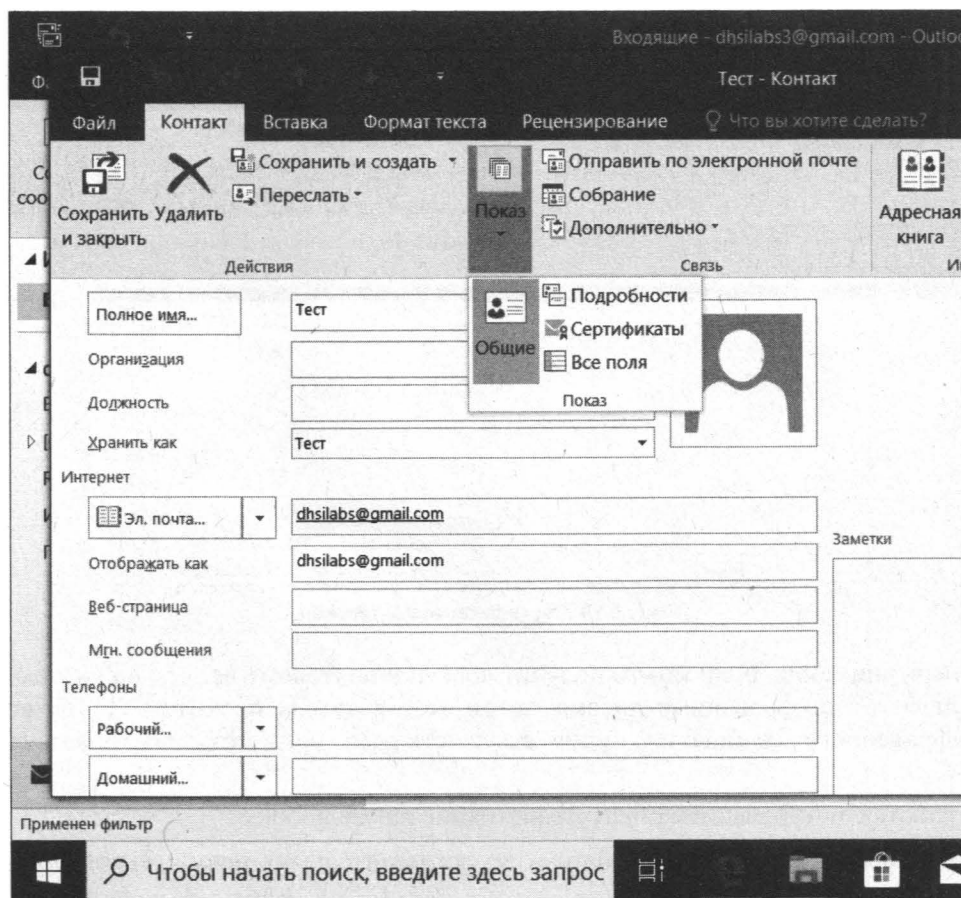 Входящие - dhsilabs3@gmail.com - Outlo
Ф
Тест - Контакт
Файл Контакт Вставка Формат текста Рецензирование Что вы хотите сделать?
Сохранить и закрыть
Удалить
Сохранить и создать
Переслать
Действия
Показ
Отправить по электронной почте
Собрание
Дополнительно
Связь
Адресная книга
Полное имя... Тест
Общие
Подробности
Сертификаты
Все поля
Показ
Организация
Должность
Хранить как Тест
Интернет
Эл. почта... dhsilabs@gmail.com
Отображать как dhsilabs@gmail.com
Веб-страница
Мгн. сообщения
Заметки
Телефоны
Рабочий...
Домашний...
Применен фильтр
Чтобы начать поиск, введите здесь запрос